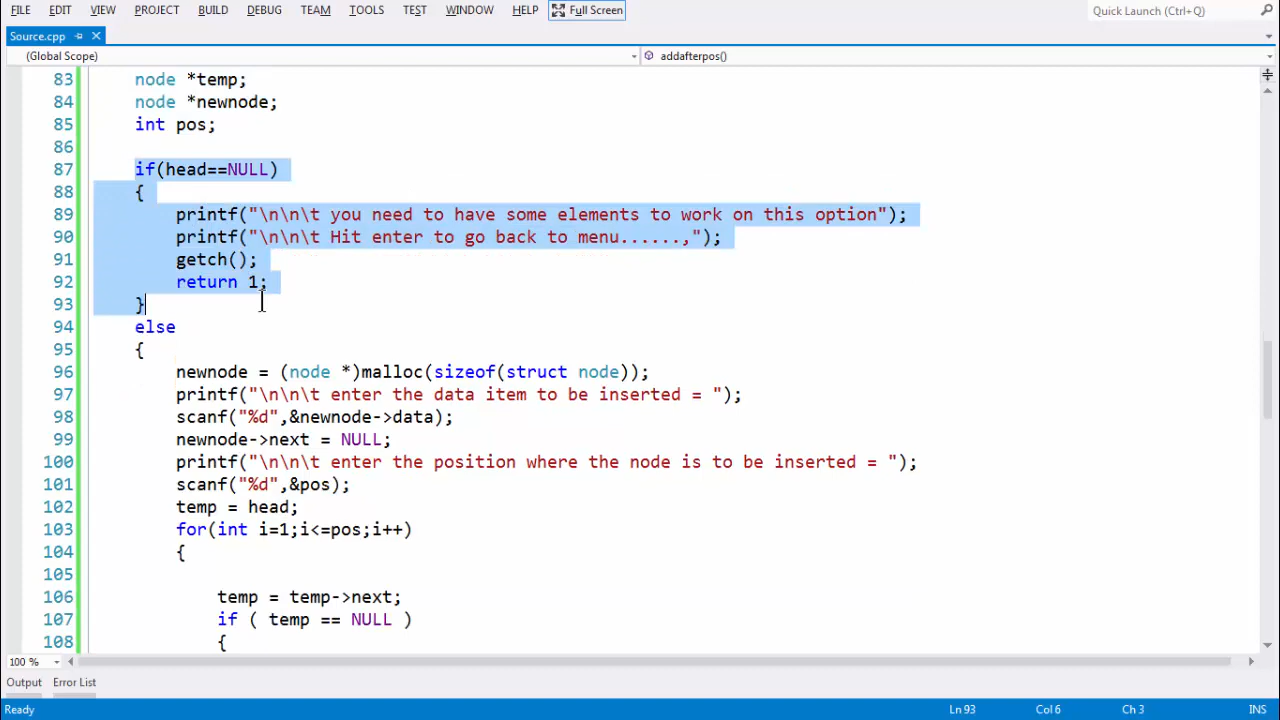 FILE EDIT VIEW PROJECT BUILD DEBUG TEAM TOOLS TEST WINDOW HELP Full Screen Quick Launch (Ctrl+Q)
Source.cpp
(Global Scope) addafterpos()
83 node *temp;
84 node *newnode;
85 int pos;
86
87 if(head==NULL)
88 {
89 printf("\n\n\t you need to have some elements to work on this option");
90 printf("\n\n\t Hit enter to go back to menu......,");
91 getch();
92 return 1;
93 }
94 else
95 {
96 newnode = (node *)malloc(sizeof(struct node));
97 printf("\n\n\t enter the data item to be inserted = ");
98 scanf("%d",&newnode->data);
99 newnode->next = NULL;
100 printf("\n\n\t enter the position where the node is to be inserted = ");
101 scanf("%d",&pos);
102 temp = head;
103 for(int i=1;i<=pos;i++)
104 {
105
106 temp = temp->next;
107 if ( temp == NULL )
108 {
100 %
Output Error List
Ready Ln 93 Col 6 Ch 3 INS